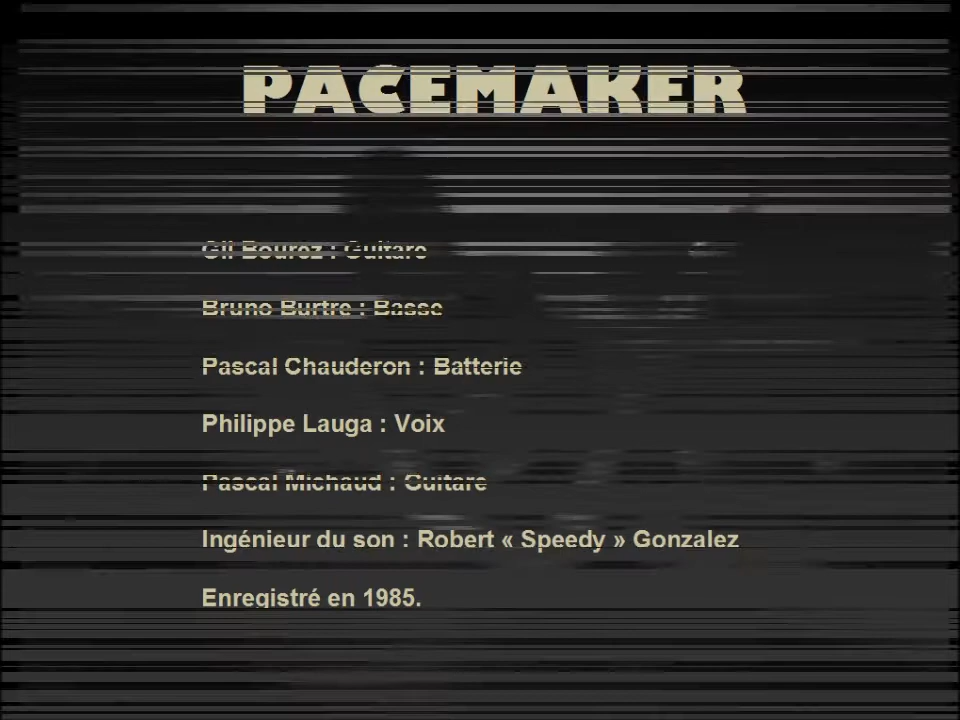 PACEMAKER
Gil Bourez : Guitare
Bruno Burtre : Basse
Pascal Chauderon : Batterie
Philippe Lauga : Voix
Pascal Michaud : Guitare
Ingénieur du son : Robert « Speedy » Gonzalez
Enregistré en 1985.